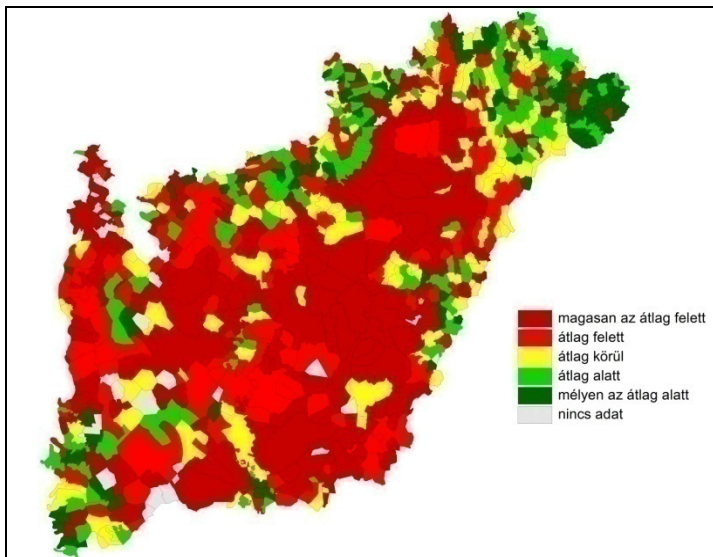 magasan az átlag felett
átlag felett
átlag körül
átlag alatt
mélyen az átlag alatt
nincs adat